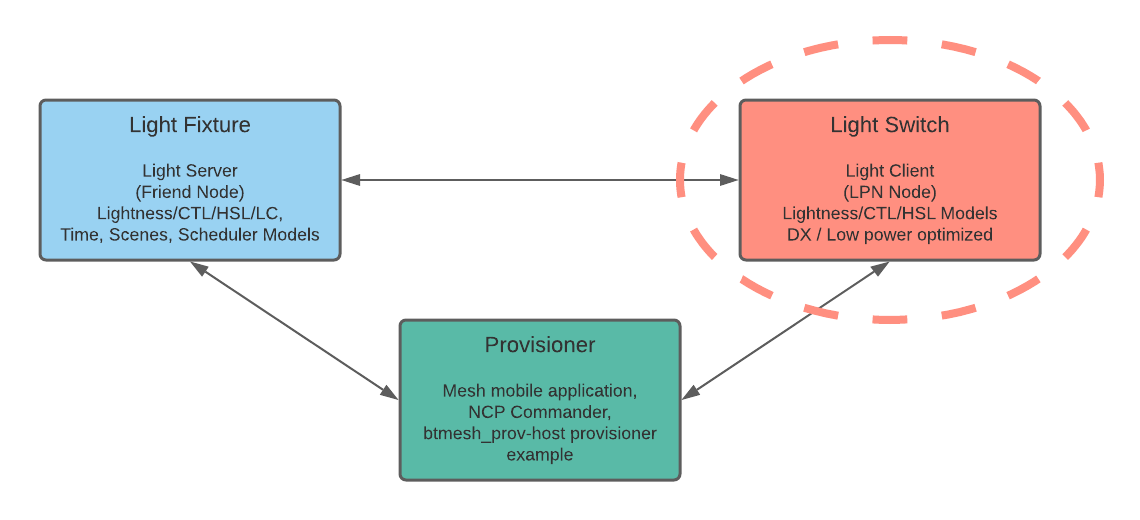 Light Fixture
Light Server
(Friend Node)
Lightness/CTL/HSL/LC,
Time, Scenes, Scheduler Models
Light Switch
Light Client
(LPN Node)
Lightness/CTL/HSL Models
DX / Low power optimized
Provisioner
Mesh mobile application,
NCP Commander,
btmesh_prov-host provisioner
example